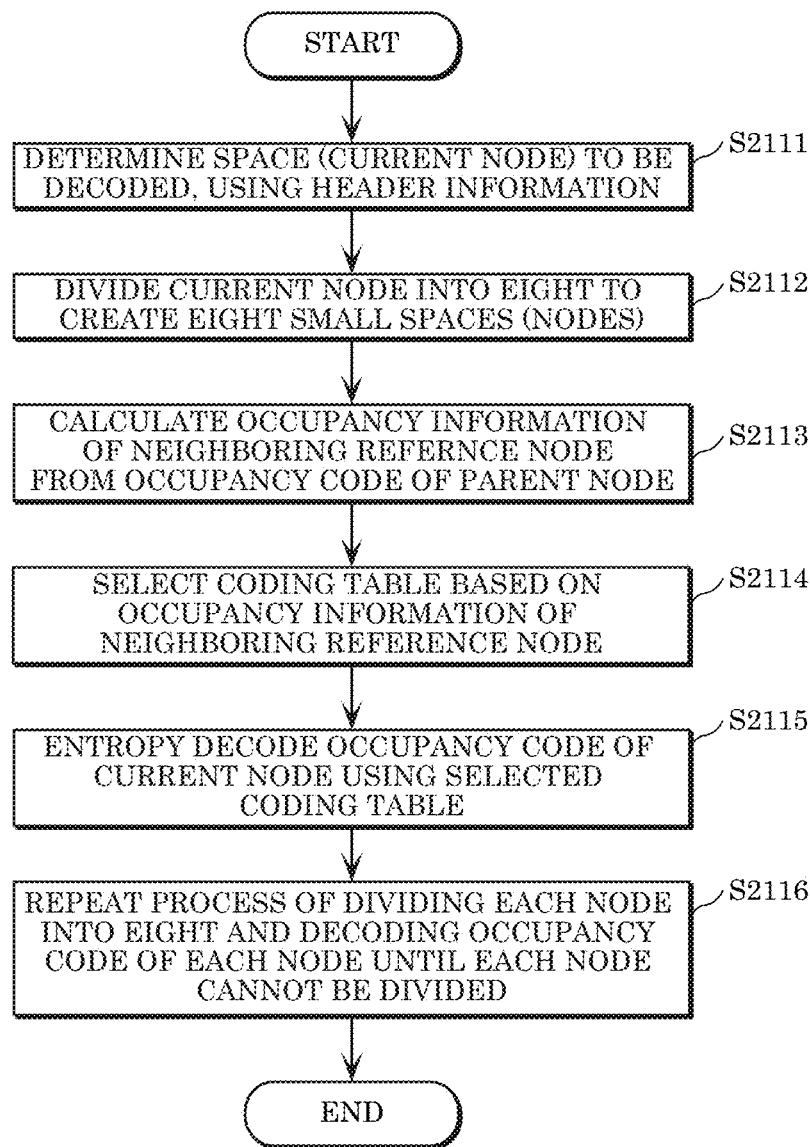 START
S2111
DETERMINE SPACE (CURRENT NODE) TO BE
DECODED, USING HEADER INFORMATION
S2112
DIVIDE CURRENT NODE INTO EIGHT TO
CREATE EIGHT SMALL SPACES (NODES)
S2113
CALCULATE OCCUPANCY INFORMATION
OF NEIGHBORING REFERNCE NODE
FROM OCCUPANCY CODE OF PARENT NODE
S2114
SELECT CODING TABLE BASED ON
OCCUPANCY INFORMATION OF
NEIGHBORING REFERENCE NODE
S2115
ENTROPY DECODE OCCUPANCY CODE OF
CURRENT NODE USING SELECTED
CODING TABLE
S2116
REPEAT PROCESS OF DIVIDING EACH NODE
INTO EIGHT AND DECODING OCCUPANCY
CODE OF EACH NODE UNTIL EACH NODE
CANNOT BE DIVIDED
END